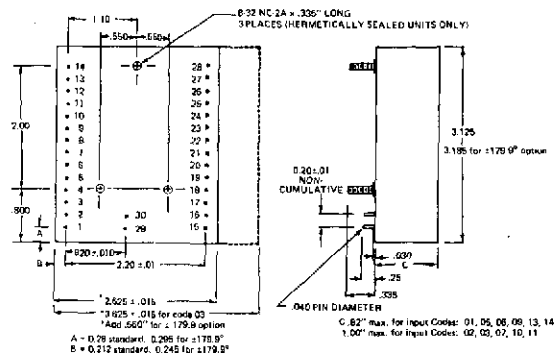 8-32 NC-2A x .335" LONG
3 PLACES (HERMETICALLY SEALED UNITS ONLY)
1.10
.550 .550
14 28
13 27
12 26
11 25
10 24
9 23
8 22
7 21
6 20
5 19
4 18
3 17
2 30 16
1 29 15
2.00
.800
A
B
.820±.010
2.20 ±.01
*2.625 ±.015
*3.625 ±.015 for code 03
*Add .560" for ± 179.9 option
A = 0.28 standard, 0.295 for ±179.9°
B = 0.212 standard, 0.245 for ±179.9°
3.125
3.185 for ±179.9° option
0.20±.01
NON-
CUMULATIVE
.030
C
.25
.335
.040 PIN DIAMETER
0.82" max. for input Codes: 01, 05, 06, 09, 13, 14
1.00" max. for input Codes: 02, 03, 07, 10, 11